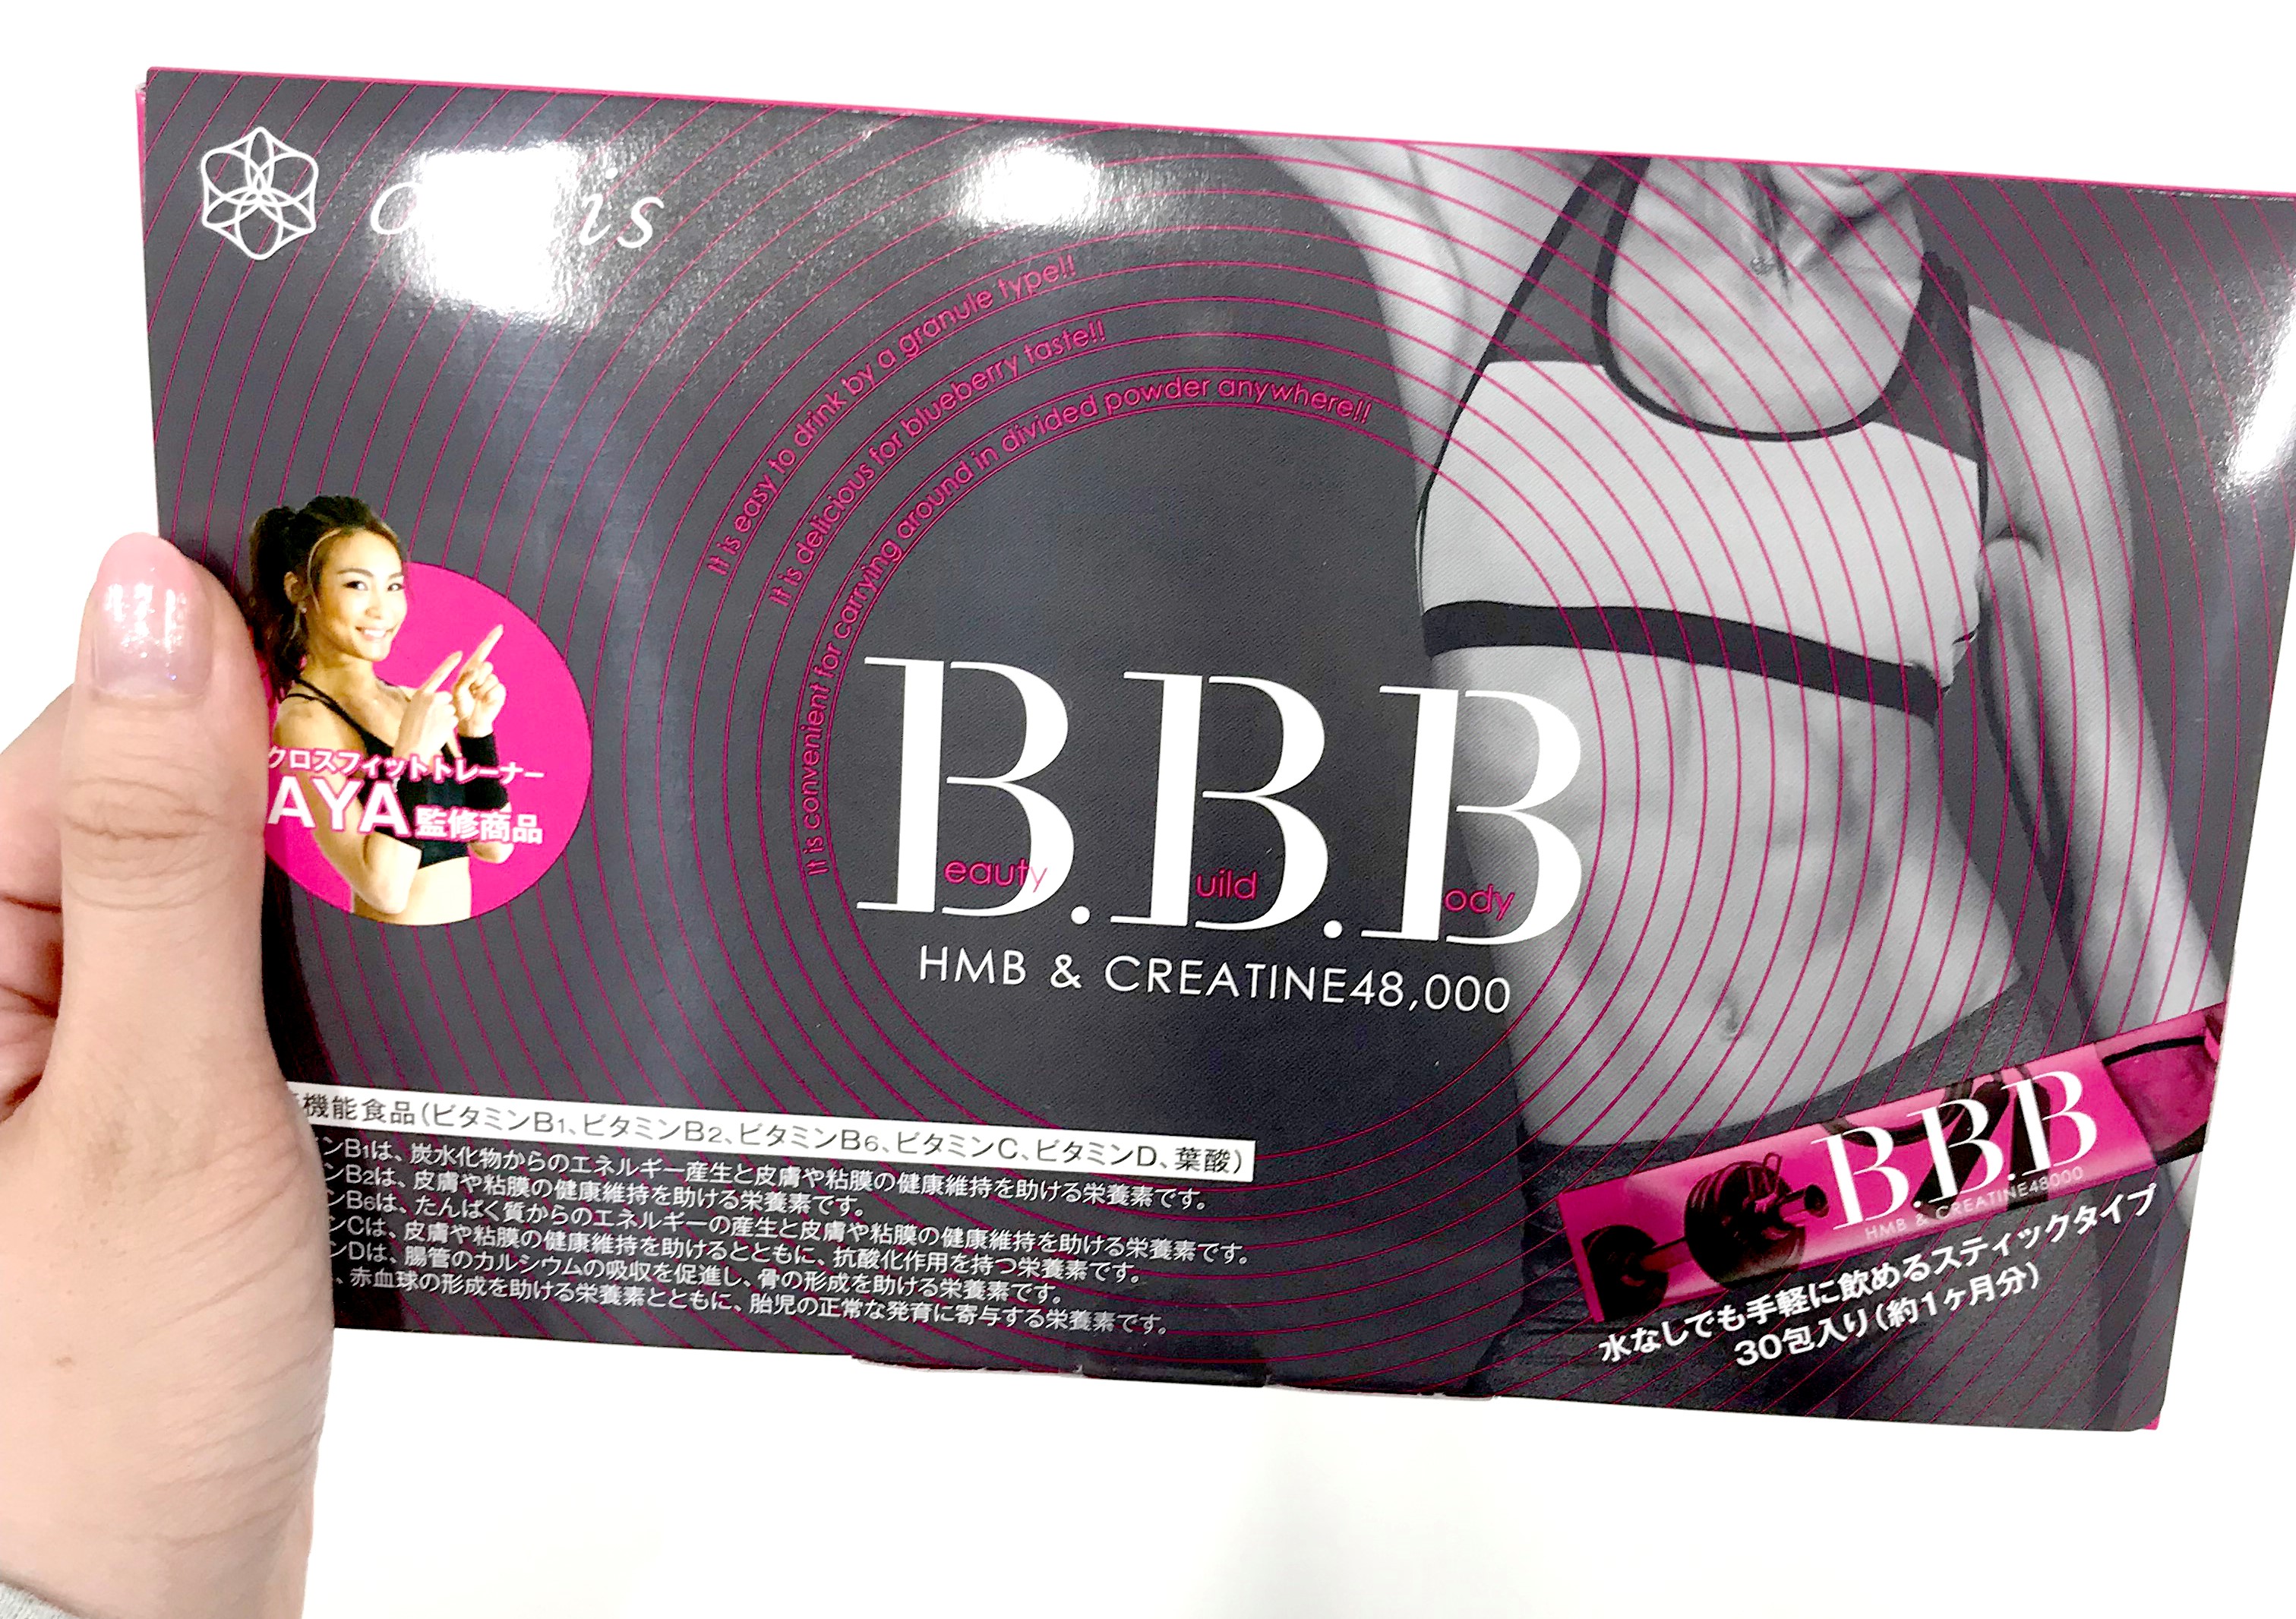 It is easy to drink by a granule type!!
It is delicious for blueberry taste!!
It is convenient for carrying around in divided powder anywhere!!
クロスフィットトレーナー
AYA監修商品
B.B.B
eauty uild ody
HMB & CREATINE48,000
機能食品(ビタミンB1、ビタミンB2、ビタミンB6、ビタミンC、ビタミンD、葉酸)
ンB1は、炭水化物からのエネルギー産生と皮膚や粘膜の健康維持を助ける栄養素です。
ンB2は、皮膚や粘膜の健康維持を助ける栄養素です。
ンB6は、たんぱく質からのエネルギーの産生と皮膚や粘膜の健康維持を助ける栄養素です。
ンCは、皮膚や粘膜の健康維持を助けるとともに、抗酸化作用を持つ栄養素です。
ンDは、腸管のカルシウムの吸収を促進し、骨の形成を助ける栄養素です。
、赤血球の形成を助ける栄養素とともに、胎児の正常な発育に寄与する栄養素です。
B.B.B
HMB & CREATINE48000
水なしでも手軽に飲めるスティックタイプ
30包入り(約1ヶ月分)